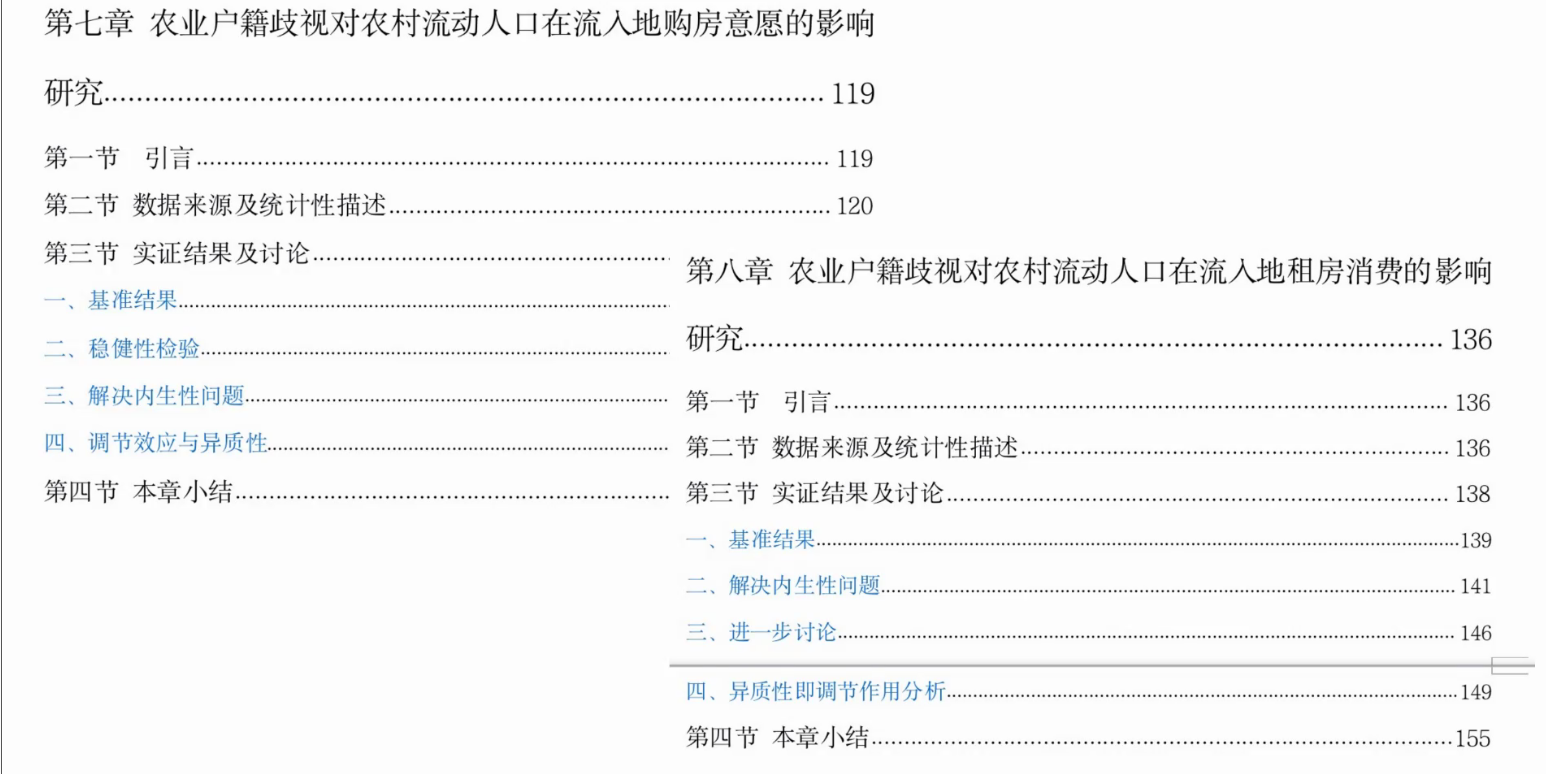 第七章 农业户籍歧视对农村流动人口在流入地购房意愿的影响
研究........................................ 119
第一节 引言........................................ 119
第二节 数据来源及统计性描述........................................ 120
第三节 实证结果及讨论........................................
一、基准结果........................................
二、稳健性检验........................................
三、解决内生性问题........................................
四、调节效应与异质性........................................
第四节 本章小结........................................
第八章 农业户籍歧视对农村流动人口在流入地租房消费的影响
研究........................................ 136
第一节 引言........................................ 136
第二节 数据来源及统计性描述........................................ 136
第三节 实证结果及讨论........................................ 138
一、基准结果........................................139
二、解决内生性问题........................................ 141
三、进一步讨论........................................ 146
四、异质性即调节作用分析........................................149
第四节 本章小结........................................155